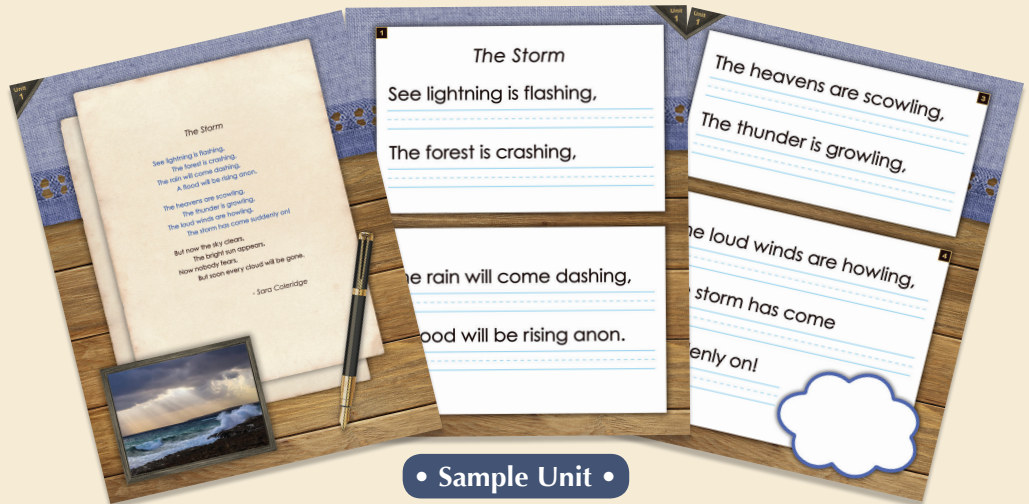 Unit
1
The Storm
See lightning is flashing,
The forest is crashing,
The rain will come dashing,
A flood will be rising anon.
The heavens are scowling,
The thunder is growling,
The loud winds are howling,
The storm has come suddenly on!
But now the sky clears,
The bright sun appears,
Now nobody fears,
But soon every cloud will be gone.
- Sara Coleridge
1
Unit
1
The Storm
See lightning is flashing,
The forest is crashing,
he rain will come dashing,
ood will be rising anon.
Unit
1
3
The heavens are scowling,
The thunder is growling,
4
he loud winds are howling,
storm has come
enly on!
• Sample Unit •